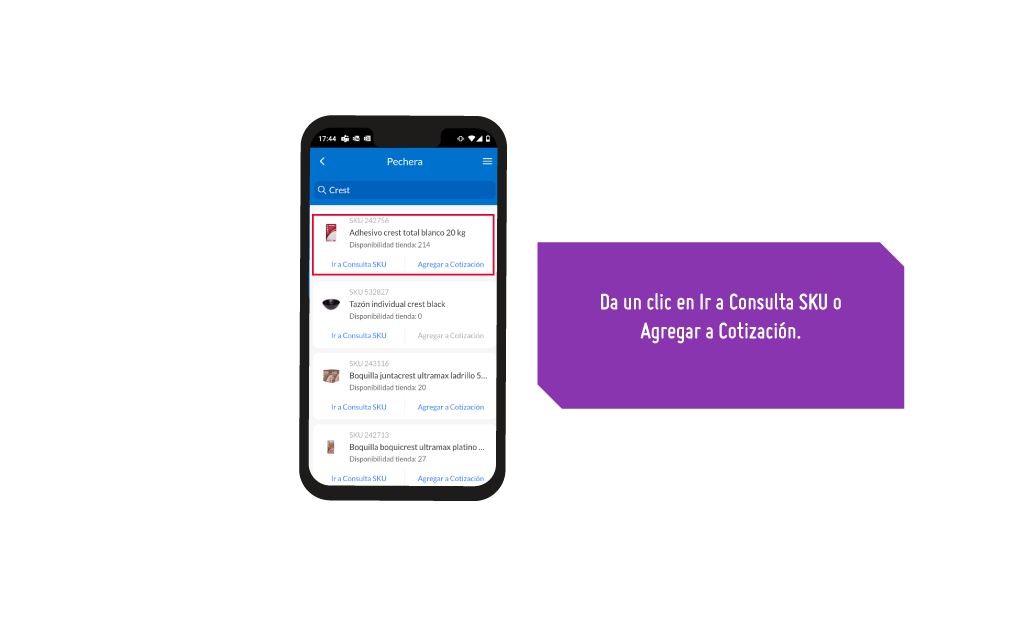 17:44
Pechera
Crest
SKU 242756
Adhesivo crest total blanco 20 kg
Disponibilidad tienda: 214
Ir a Consulta SKU Agregar a Cotización
SKU 532827
Tazón individual crest black
Disponibilidad tienda: 0
Ir a Consulta SKU Agregar a Cotización
SKU 243116
Boquilla juntacrest ultramax ladrillo 5...
Disponibilidad tienda: 20
Ir a Consulta SKU Agregar a Cotización
SKU 242713
Boquilla boquicrest ultramax platino ...
Disponibilidad tienda: 27
Ir a Consulta SKU Agregar a Cotización
Da un clic en Ir a Consulta SKU o
Agregar a Cotización.